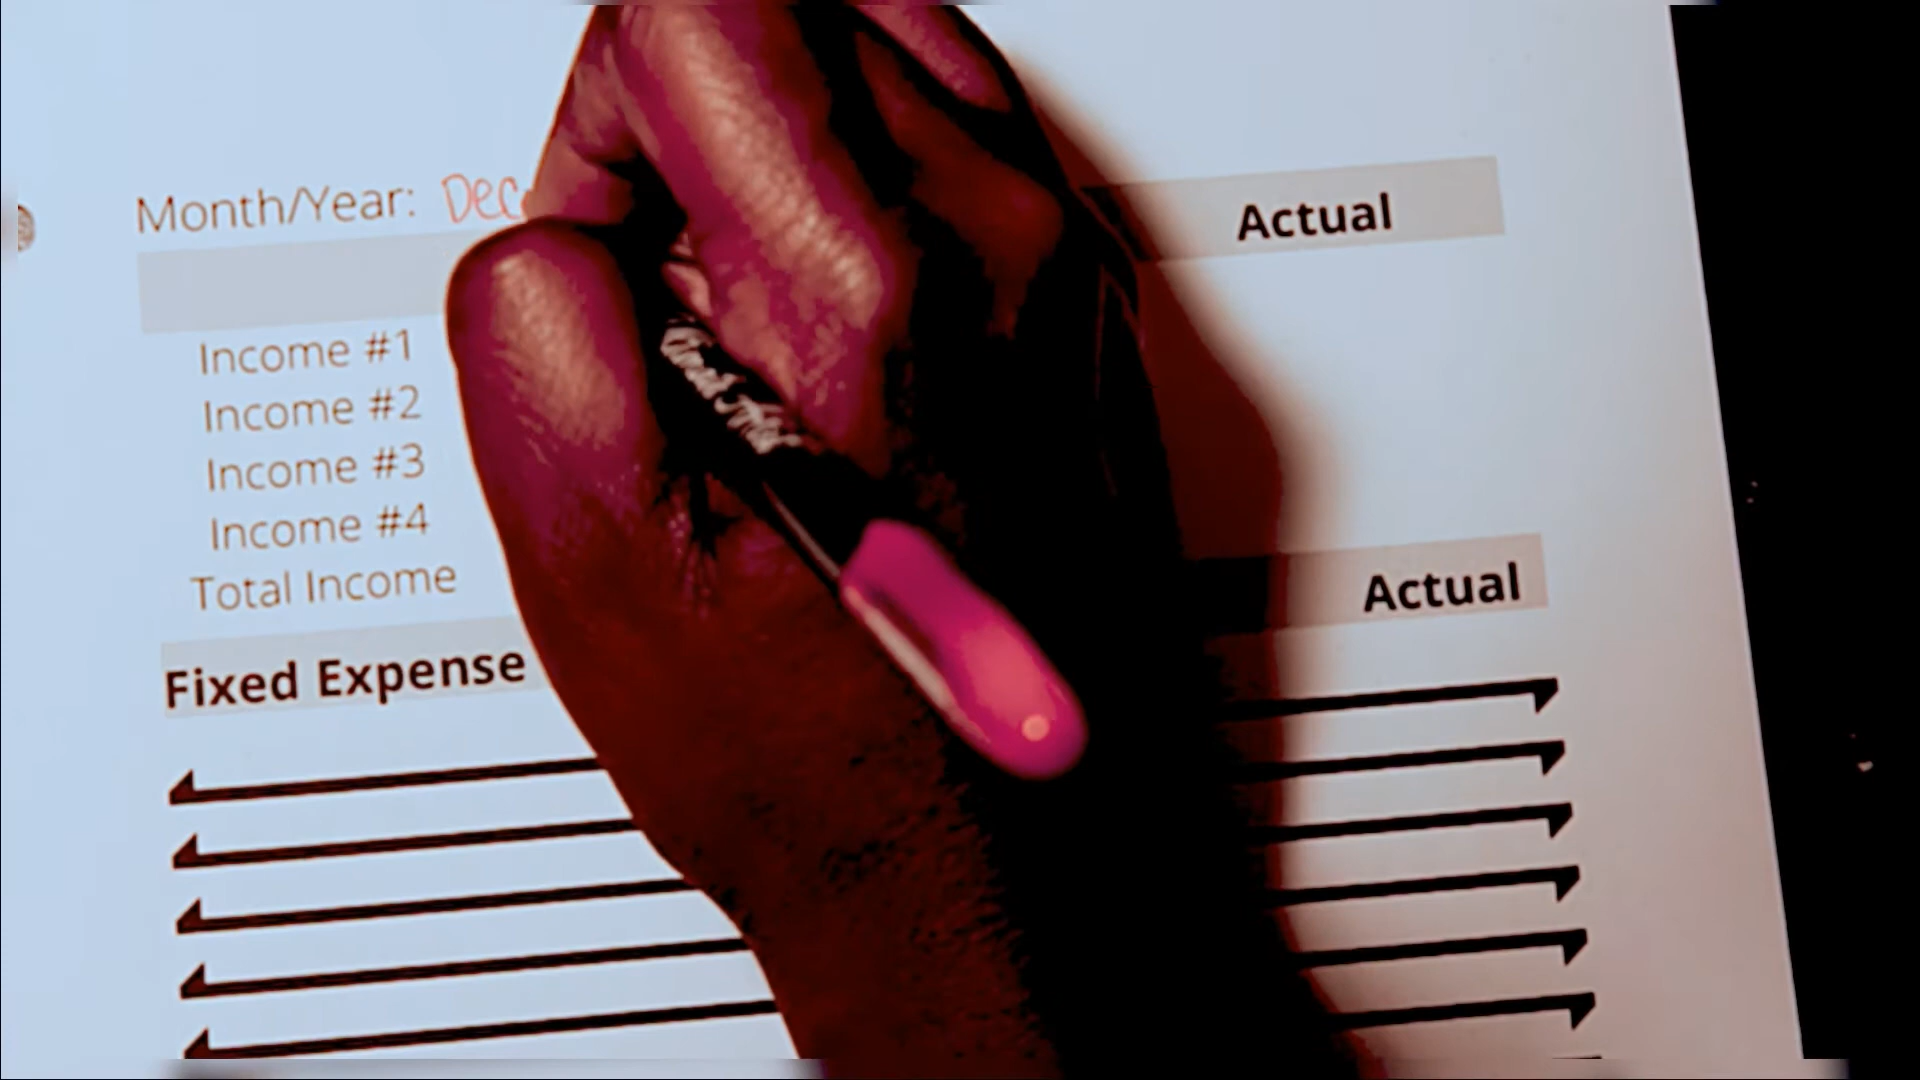 Month/Year: Dec
Actual
Income #1
Income #2
Income #3
Income #4
Total Income
Actual
Fixed Expense